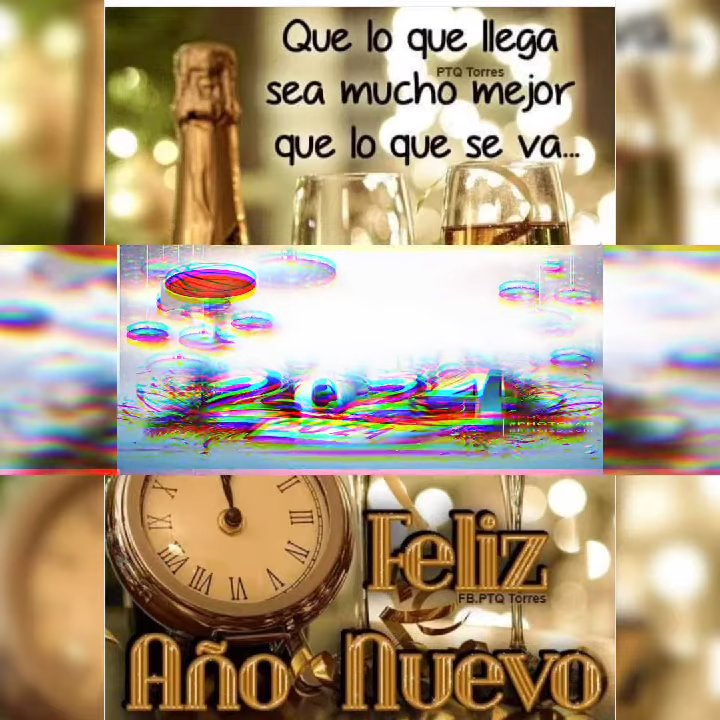 Que lo que llega
PTQ Torres
sea mucho mejor
que lo que se va...
Feliz
FB.PTQ Torres
Año Nuevo